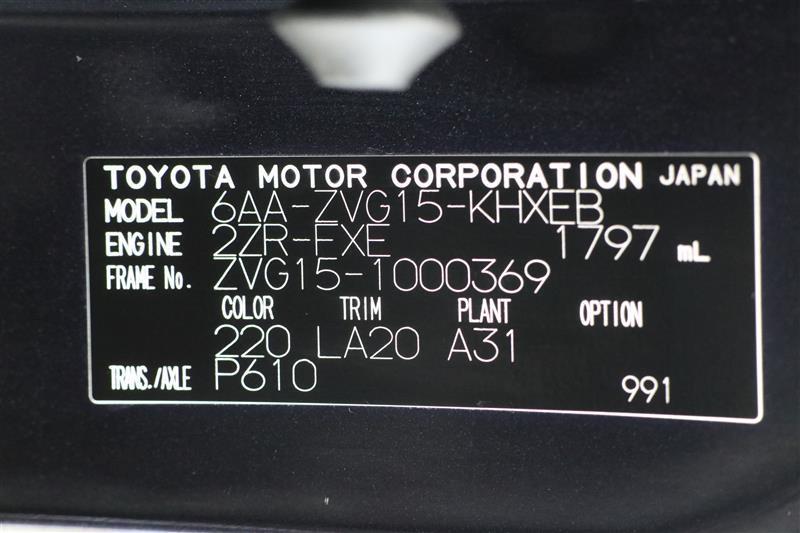 TOYOTA MOTOR CORPORATION JAPAN
MODEL 6AA-ZVG15-KHXEB
ENGINE 2ZR-FXE 1797 mL
FRAME No. ZVG15-1000369
COLOR TRIM PLANT OPTION
220 LA20 A31
TRANS./AXLE P610
991